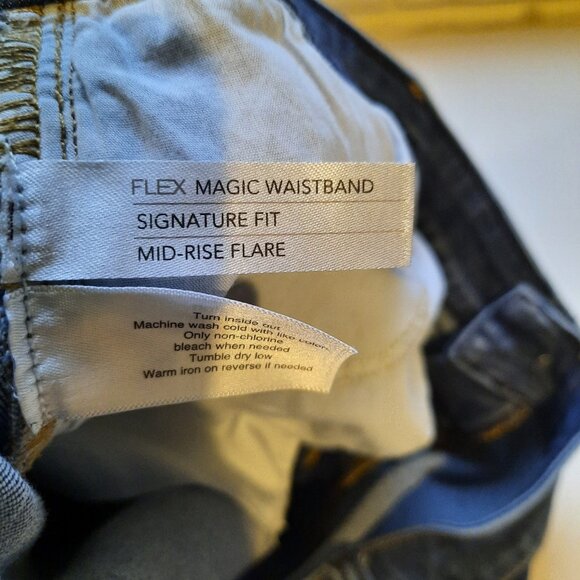 FLEX MAGIC WAISTBAND
SIGNATURE FIT
MID-RISE FLARE
Turn inside out
Machine wash cold with like colors
Only non-chlorine
bleach when needed
Tumble dry low
Warm iron on reverse if needed